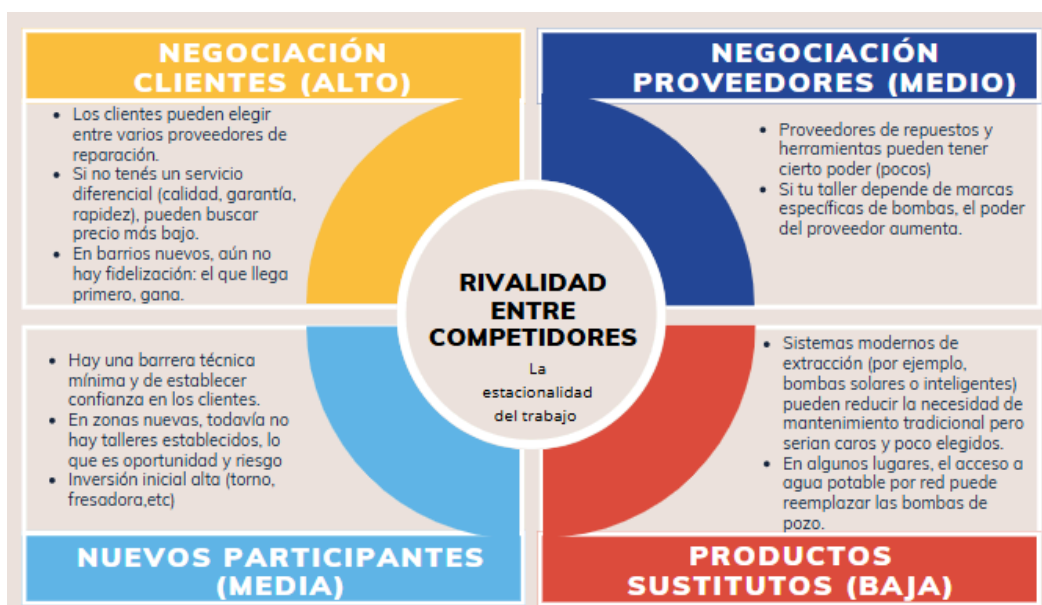 NEGOCIACIÓN
CLIENTES (ALTO)
• Los clientes pueden elegir
entre varios proveedores de
reparación.
• Si no tenés un servicio
diferencial (calidad, garantía,
rapidez), pueden buscar
precio más bajo.
• En barrios nuevos, aún no
hay fidelización: el que llega
primero, gana.
NEGOCIACIÓN
PROVEEDORES (MEDIO)
• Proveedores de repuestos y
herramientas pueden tener
cierto poder (pocos)
• Si tu taller depende de marcas
específicas de bombas, el poder
del proveedor aumenta.
RIVALIDAD
ENTRE
COMPETIDORES
La
estacionalidad
del trabajo
• Hay una barrera técnica
mínima y de establecer
confianza en los clientes.
• En zonas nuevas, todavía no
hay talleres establecidos, lo
que es oportunidad y riesgo
• Inversión inicial alta (torno,
fresadora,etc)
NUEVOS PARTICIPANTES
(MEDIA)
• Sistemas modernos de
extracción (por ejemplo,
bombas solares o inteligentes)
pueden reducir la necesidad de
mantenimiento tradicional pero
serian caros y poco elegidos.
• En algunos lugares, el acceso a
agua potable por red puede
reemplazar las bombas de
pozo.
PRODUCTOS
SUSTITUTOS (BAJA)